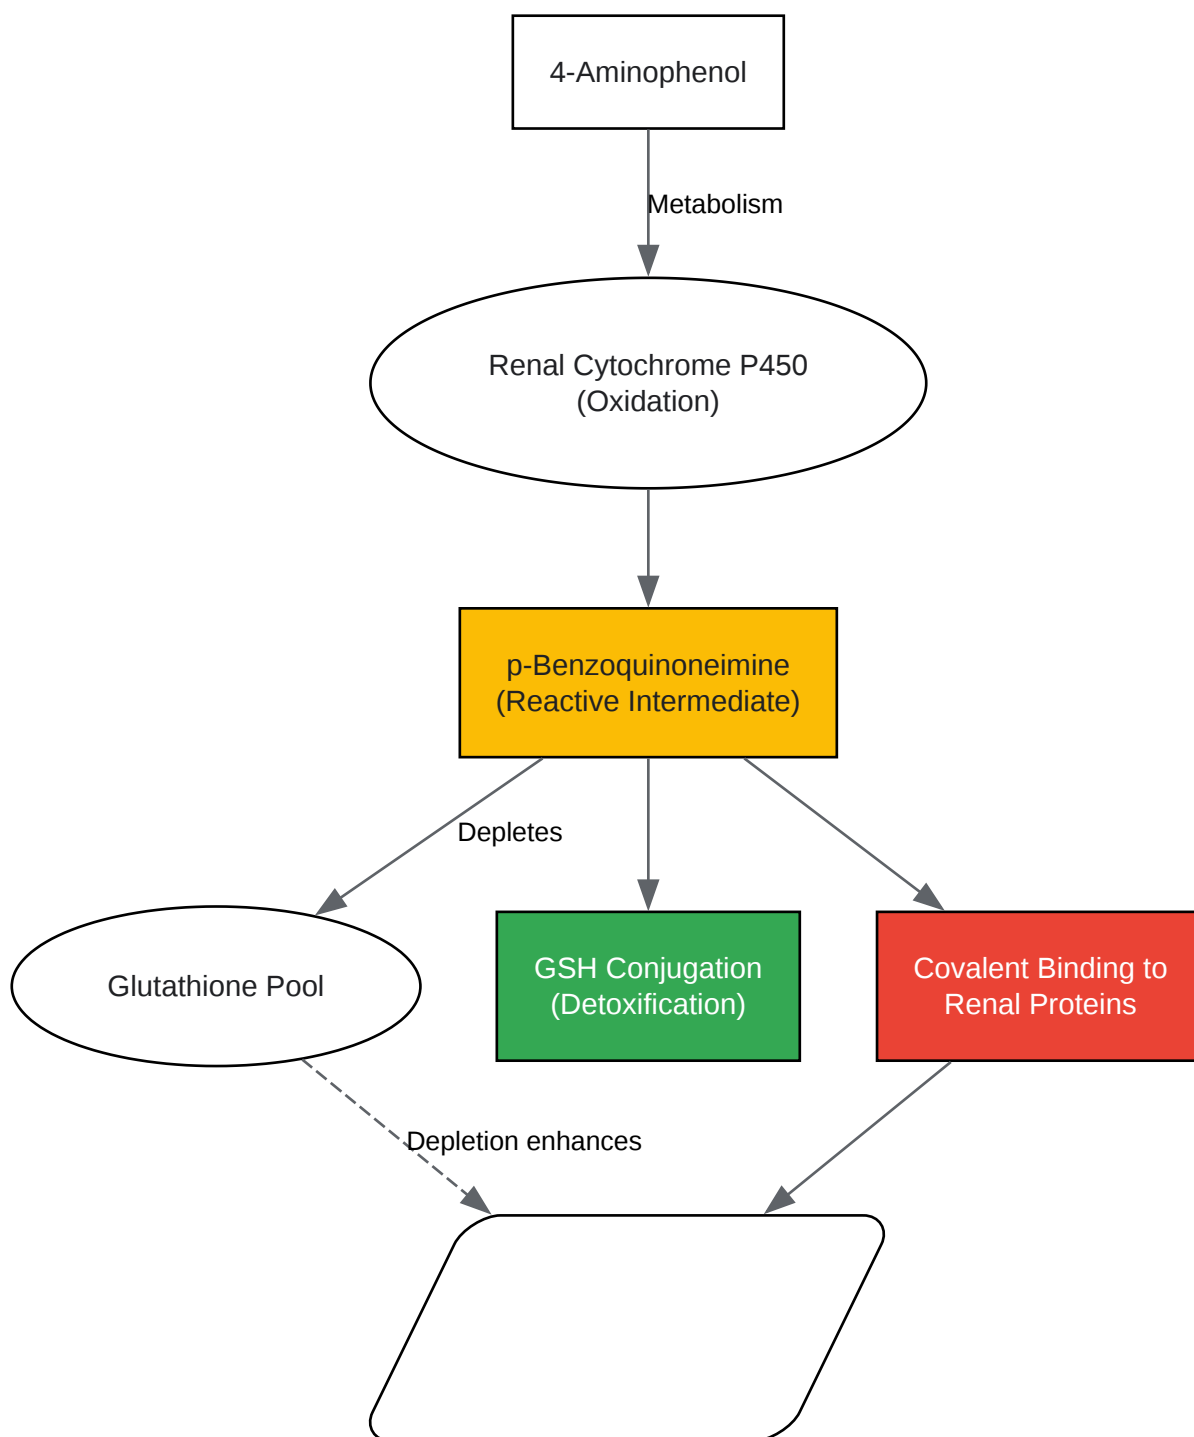 4-Aminophenol
Metabolism
Renal Cytochrome P450
(Oxidation)
p-Benzoquinoneimine
(Reactive Intermediate)
Depletes
Glutathione Pool
GSH Conjugation
(Detoxification)
Covalent Binding to
Renal Proteins
Depletion enhances